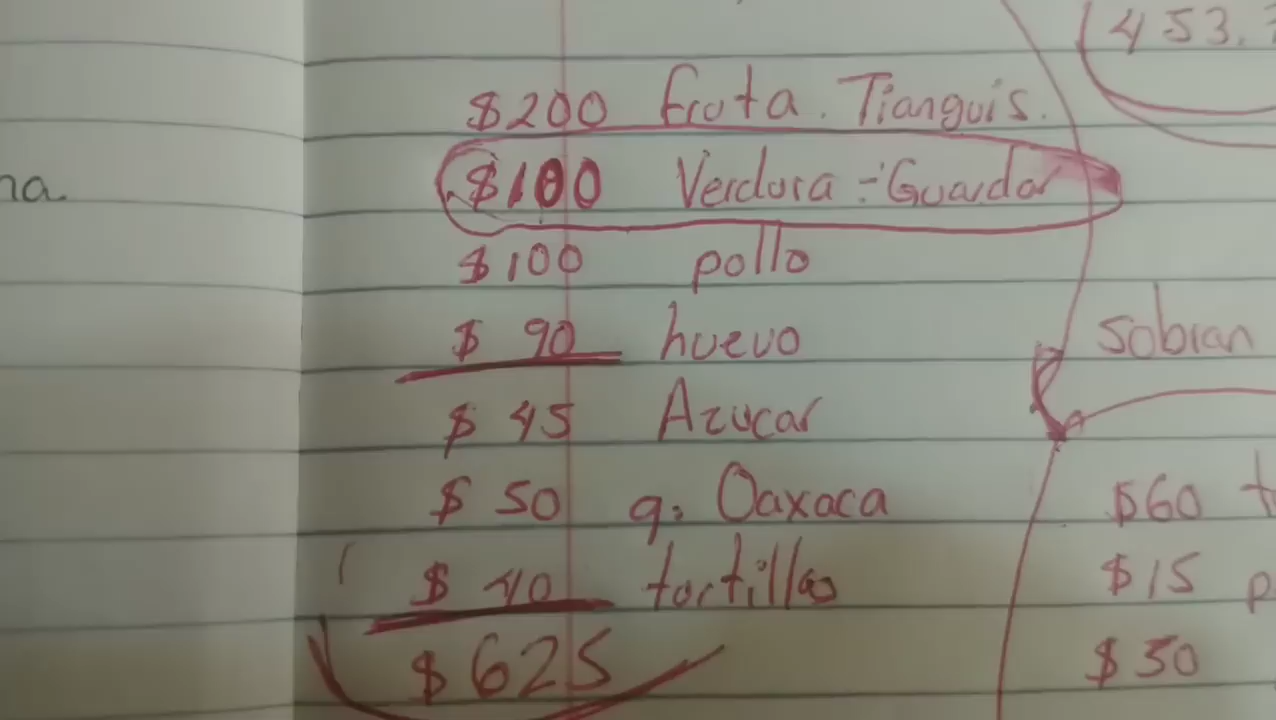 $200 fruta. Tianguis.
$100 Verdura - Guardar
$100 pollo
$ 90 huevo
$ 45 Azucar
$ 50 q. Oaxaca
$ 40 tortillas
$625
na.
453.
Sobran
$60 t
$15 p
$30